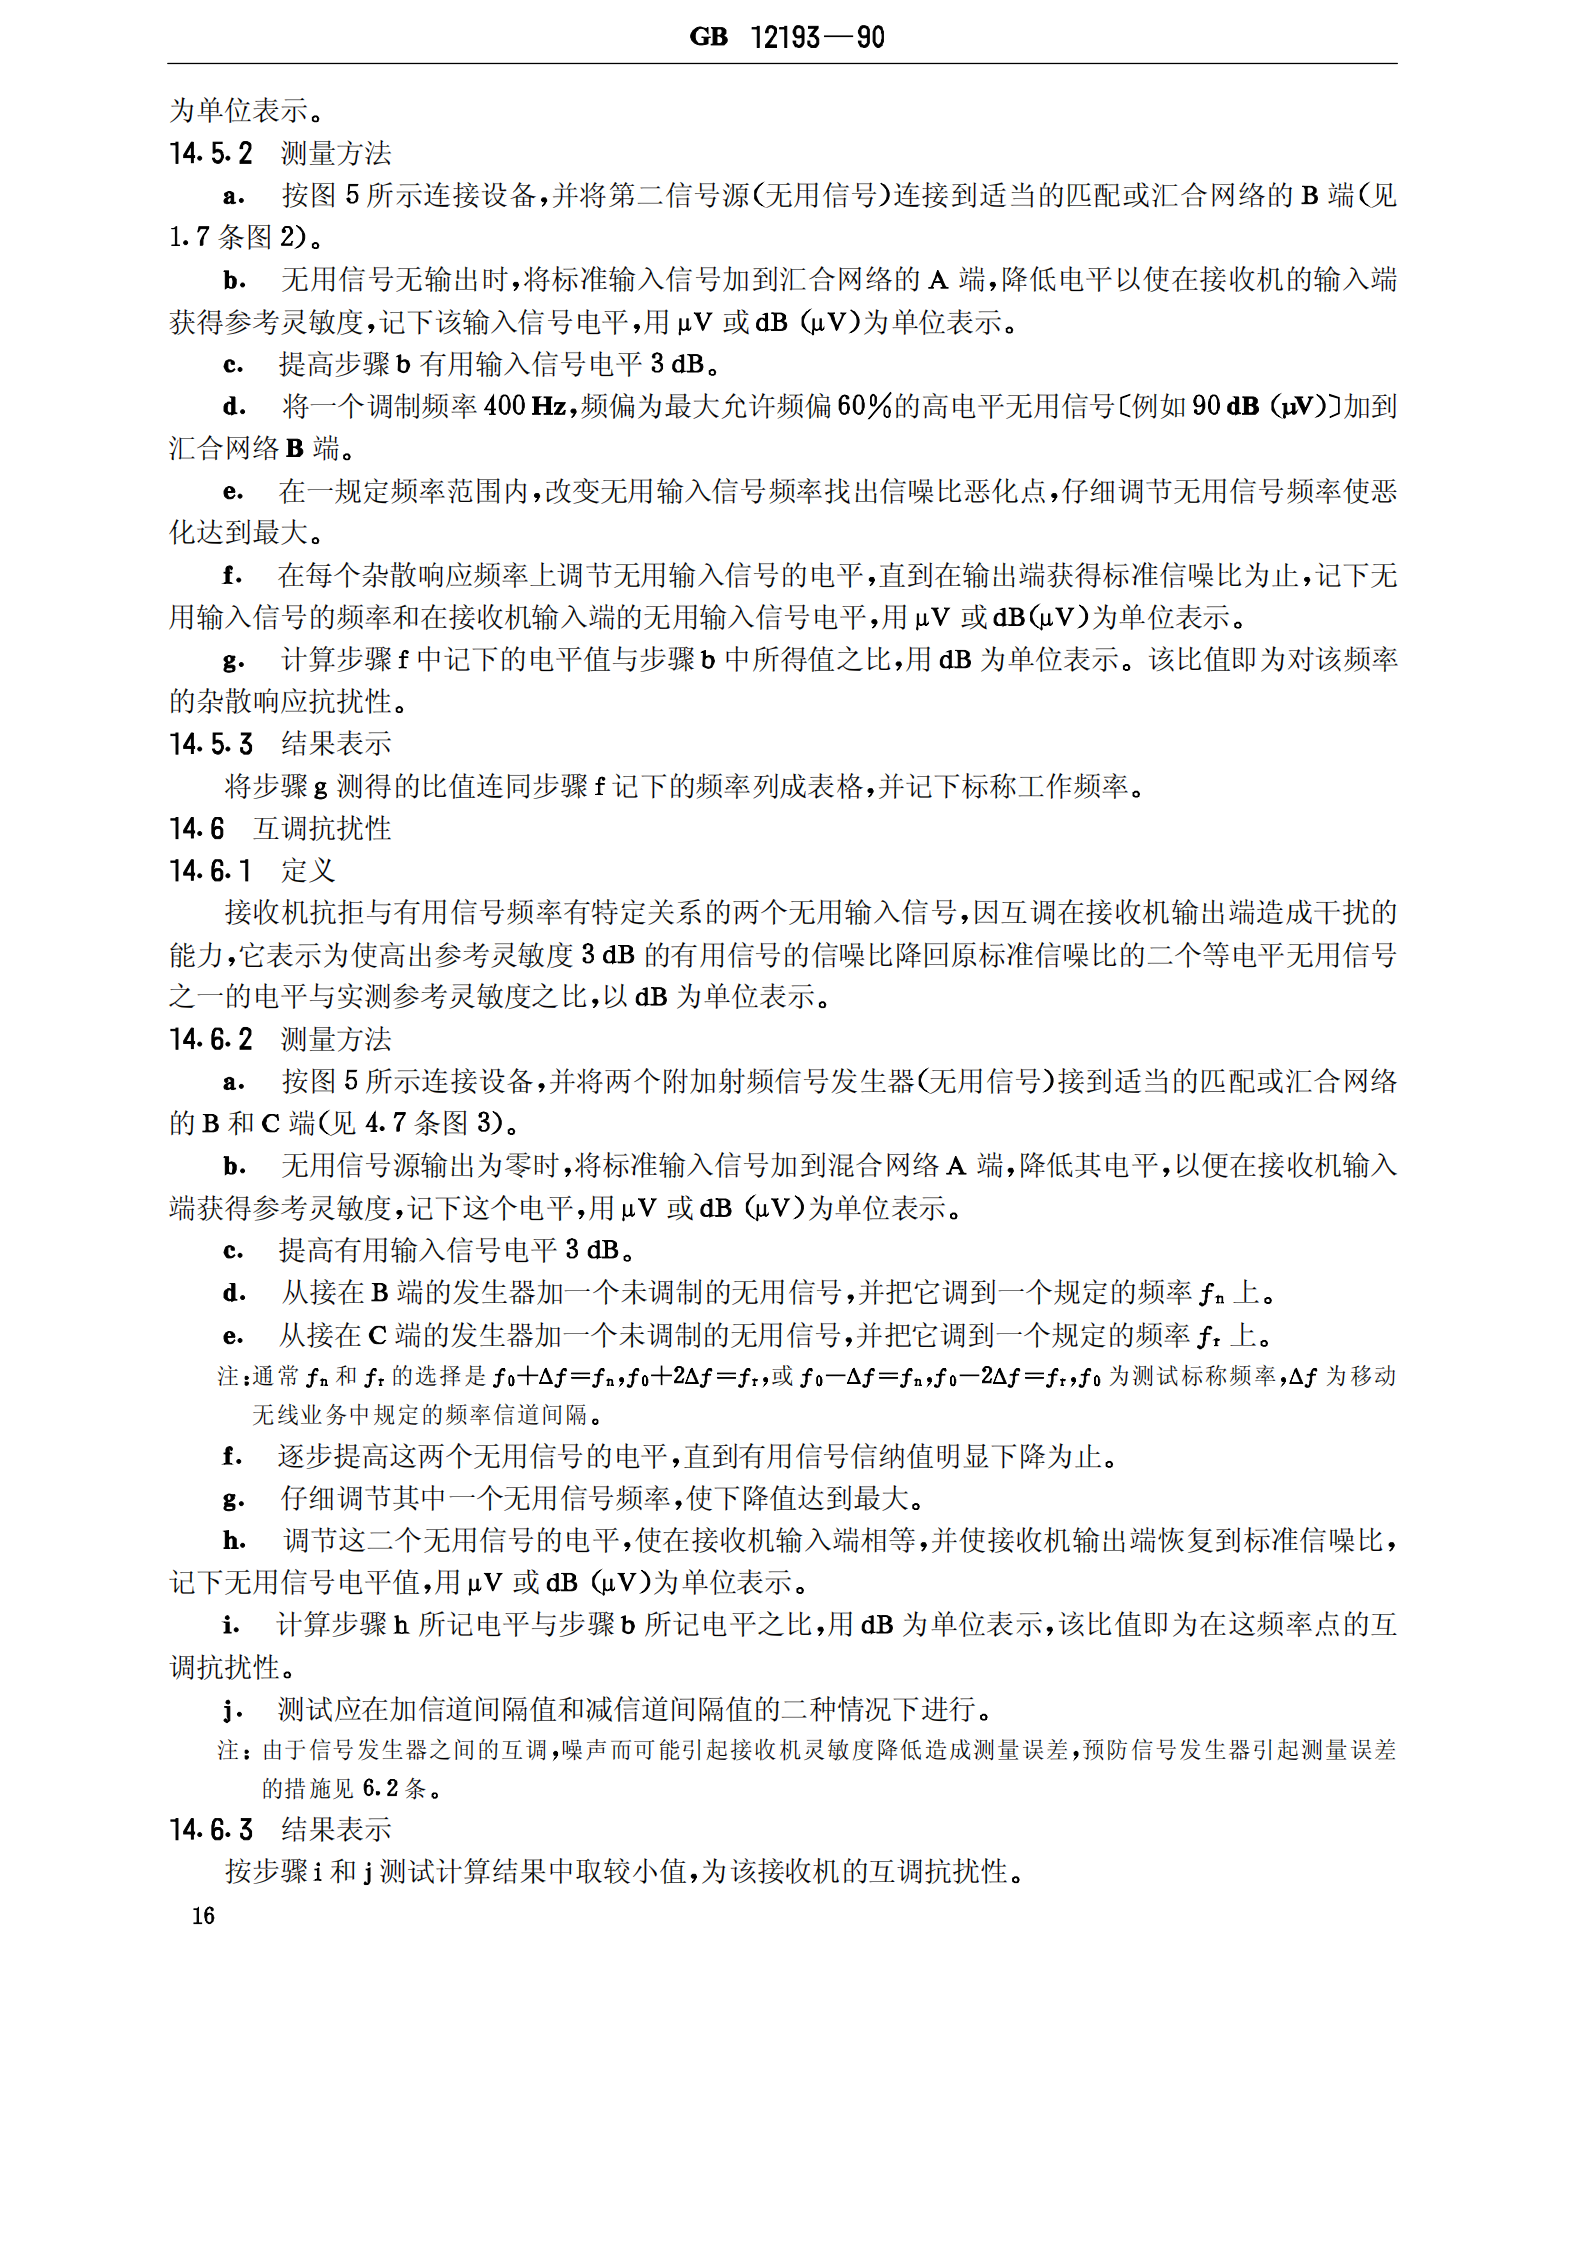 GB 12193—90
为单位表示。
14.5.2 测量方法
a. 按图 5 所示连接设备,并将第二信号源(无用信号)连接到适当的匹配或汇合网络的 B 端(见
1.7 条图 2)。
b. 无用信号无输出时,将标准输入信号加到汇合网络的 A 端,降低电平以使在接收机的输入端
获得参考灵敏度,记下该输入信号电平,用 μV 或 dB (μV)为单位表示。
c. 提高步骤 b 有用输入信号电平 3 dB。
d. 将一个调制频率 400 Hz,频偏为最大允许频偏 60%的高电平无用信号〔例如 90 dB (μV)〕加到
汇合网络 B 端。
e. 在一规定频率范围内,改变无用输入信号频率找出信噪比恶化点,仔细调节无用信号频率使恶
化达到最大。
f. 在每个杂散响应频率上调节无用输入信号的电平,直到在输出端获得标准信噪比为止,记下无
用输入信号的频率和在接收机输入端的无用输入信号电平,用 μV 或 dB(μV)为单位表示。
g. 计算步骤 f 中记下的电平值与步骤 b 中所得值之比,用 dB 为单位表示。该比值即为对该频率
的杂散响应抗扰性。
14.5.3 结果表示
将步骤 g 测得的比值连同步骤 f 记下的频率列成表格,并记下标称工作频率。
14.6 互调抗扰性
14.6.1 定义
接收机抗拒与有用信号频率有特定关系的两个无用输入信号,因互调在接收机输出端造成干扰的
能力,它表示为使高出参考灵敏度 3 dB 的有用信号的信噪比降回原标准信噪比的二个等电平无用信号
之一的电平与实测参考灵敏度之比,以 dB 为单位表示。
14.6.2 测量方法
a. 按图 5 所示连接设备,并将两个附加射频信号发生器(无用信号)接到适当的匹配或汇合网络
的 B 和 C 端(见 4.7 条图 3)。
b. 无用信号源输出为零时,将标准输入信号加到混合网络 A 端,降低其电平,以便在接收机输入
端获得参考灵敏度,记下这个电平,用 μV 或 dB (μV)为单位表示。
c. 提高有用输入信号电平 3 dB。
d. 从接在 B 端的发生器加一个未调制的无用信号,并把它调到一个规定的频率 fn 上。
e. 从接在 C 端的发生器加一个未调制的无用信号,并把它调到一个规定的频率 fr 上。
注:通常 fn 和 fr 的选择是 f0+Δf=fn,f0+2Δf=fr,或 f0−Δf=fn,f0−2Δf=fr,f0 为测试标称频率,Δf 为移动
无线业务中规定的频率信道间隔。
f. 逐步提高这两个无用信号的电平,直到有用信号信纳值明显下降为止。
g. 仔细调节其中一个无用信号频率,使下降值达到最大。
h. 调节这二个无用信号的电平,使在接收机输入端相等,并使接收机输出端恢复到标准信噪比,
记下无用信号电平值,用 μV 或 dB (μV)为单位表示。
i. 计算步骤 h 所记电平与步骤 b 所记电平之比,用 dB 为单位表示,该比值即为在这频率点的互
调抗扰性。
j. 测试应在加信道间隔值和减信道间隔值的二种情况下进行。
注: 由于信号发生器之间的互调,噪声而可能引起接收机灵敏度降低造成测量误差,预防信号发生器引起测量误差
的措施见 6.2 条。
14.6.3 结果表示
按步骤 i 和 j 测试计算结果中取较小值,为该接收机的互调抗扰性。
16